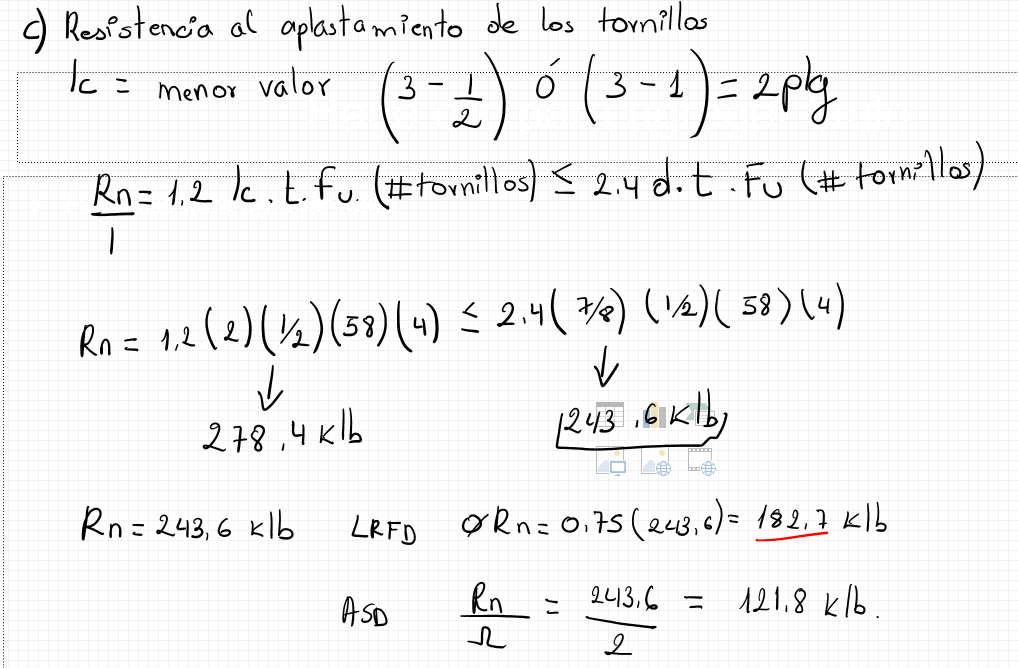 c) Resistencia al aplastamiento de los tornillos
lc = menor valor (3 - 1/2) ó (3 - 1) = 2 plg
Rn/1 = 1,2 lc . t. fu. (#tornillos) ≤ 2.4 d. t . Fu (# tornillos)
Rn = 1,2 (2)(1/2)(58)(4) ≤ 2.4 (7/8) (1/2)(58)(4)
↓ ↓
278,4 klb 243,6 klb
Rn = 243,6 klb LRFD ØRn = 0.75 (243,6) = 182,7 klb
ASD Rn/Ω = 243,6/2 = 121,8 klb.